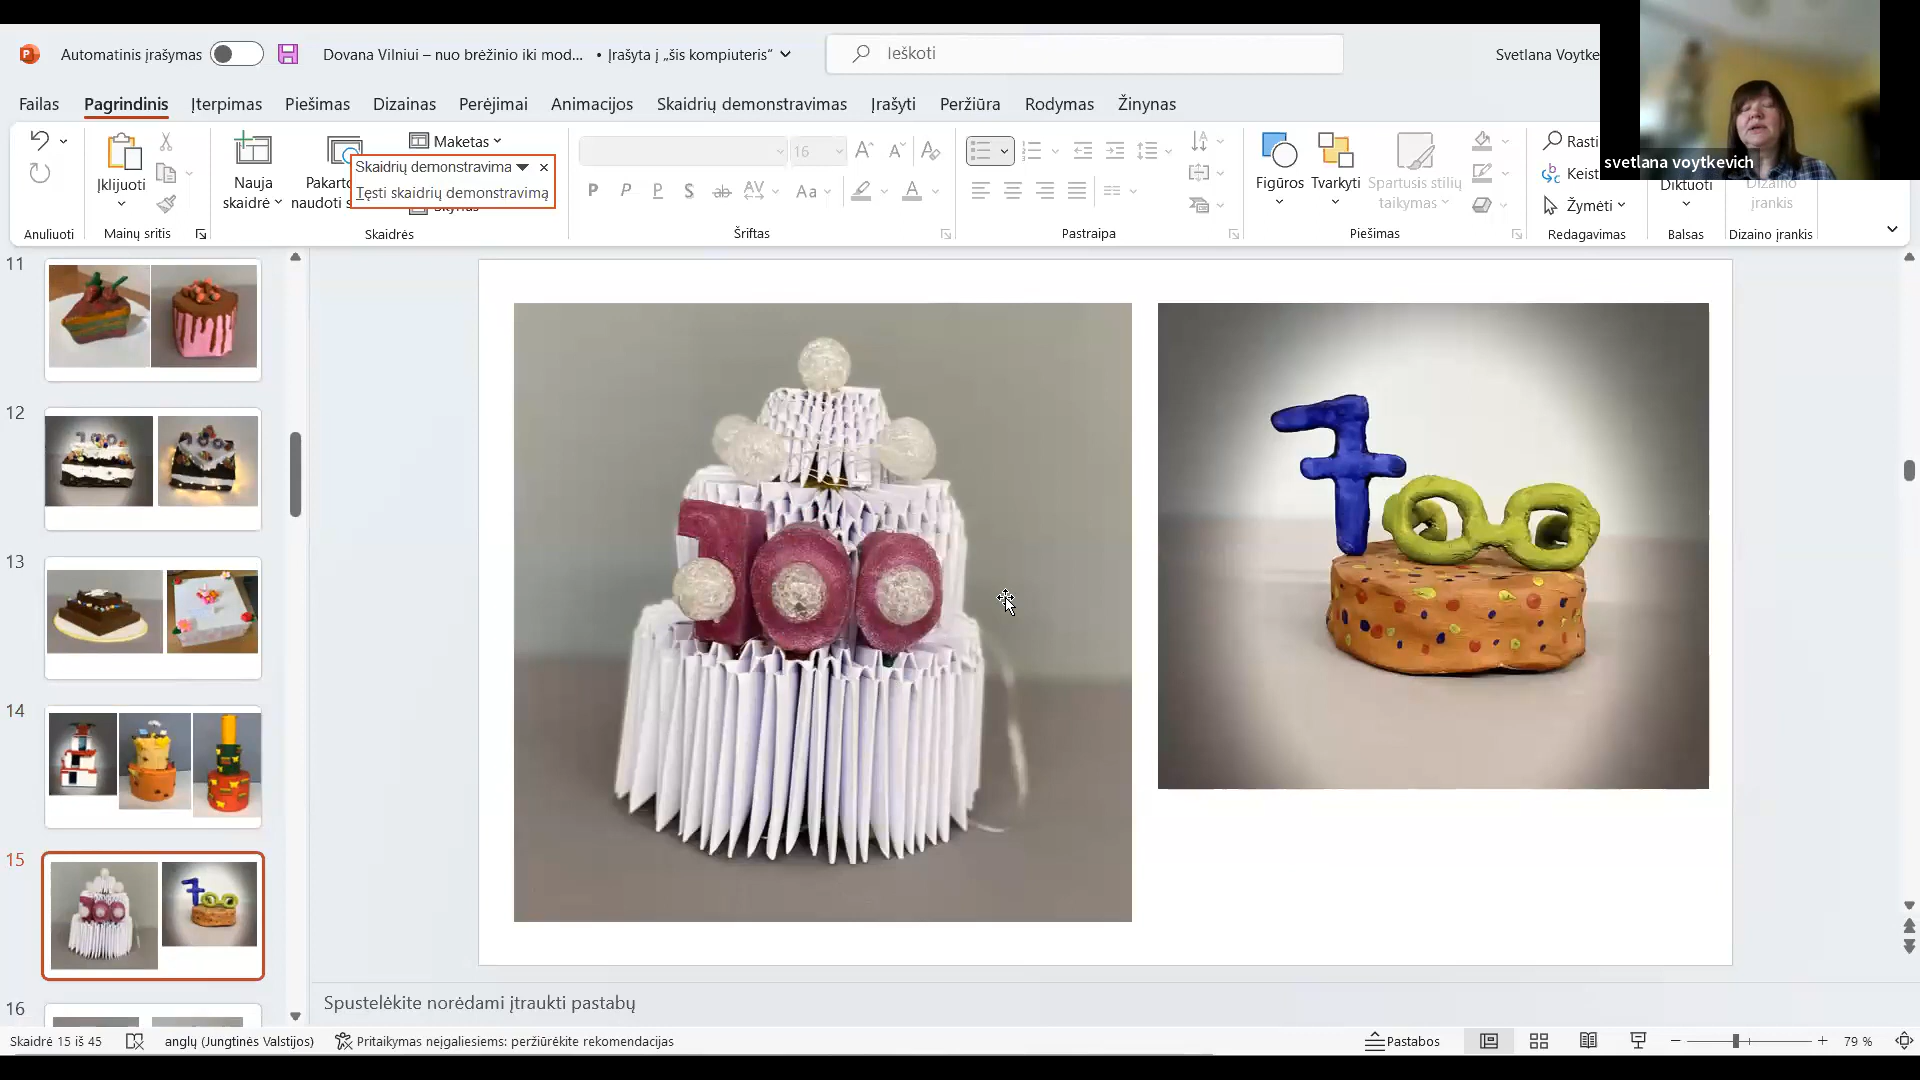 Automatinis įrašymas
Dovana Vilniui – nuo brėžinio iki mod... • Įrašyta į „šis kompiuteris“
Ieškoti
Svetlana Voytke
Failas Pagrindinis Įterpimas Piešimas Dizainas Perėjimai Animacijos Skaidrių demonstravimas Įrašyti Peržiūra Rodymas Žinynas
svetlana voytkevich
Įklijuoti
Nauja skaidrė
Pakarto
naudoti s
Maketas
Skaidrių demonstravima
Tęsti skaidrių demonstravimą
16
Figūros
Tvarkyti
Spartusis stilių taikymas
Rasti
Keist
Žymėti
Diktuoti
Dizaino įrankis
Anuliuoti
Mainų sritis
Skaidrės
Šriftas
Pastraipa
Piešimas
Redagavimas
Balsas
Dizaino įrankis
11
12
13
14
15
16
700
700
Spustelėkite norėdami įtraukti pastabų
Skaidrė 15 iš 45
anglų (Jungtinės Valstijos)
Pritaikymas neįgaliesiems: peržiūrėkite rekomendacijas
Pastabos
79 %